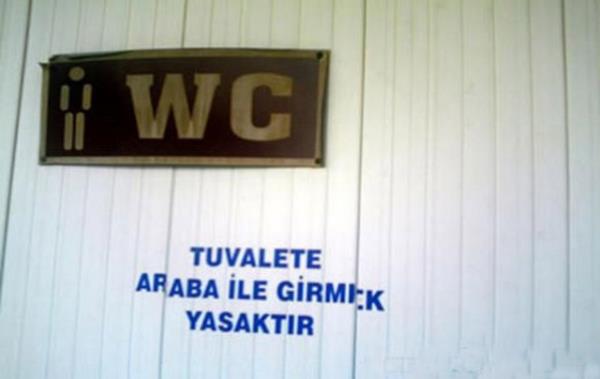 WC
TUVALETE
ARABA İLE GİRMEK
YASAKTIR